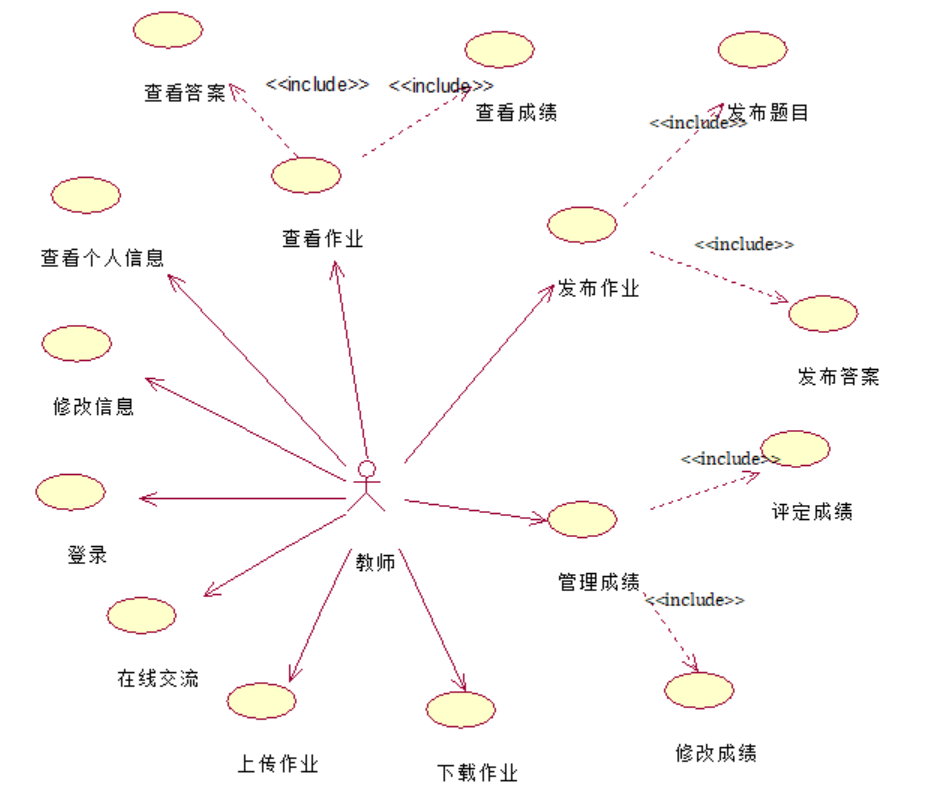 查看答案
<<include>>
<<include>>
查看成绩
<<include>>
发布题目
查看作业
<<include>>
查看个人信息
发布作业
发布答案
修改信息
<<include>>
评定成绩
登录
教师
管理成绩
<<include>>
在线交流
上传作业
下载作业
修改成绩